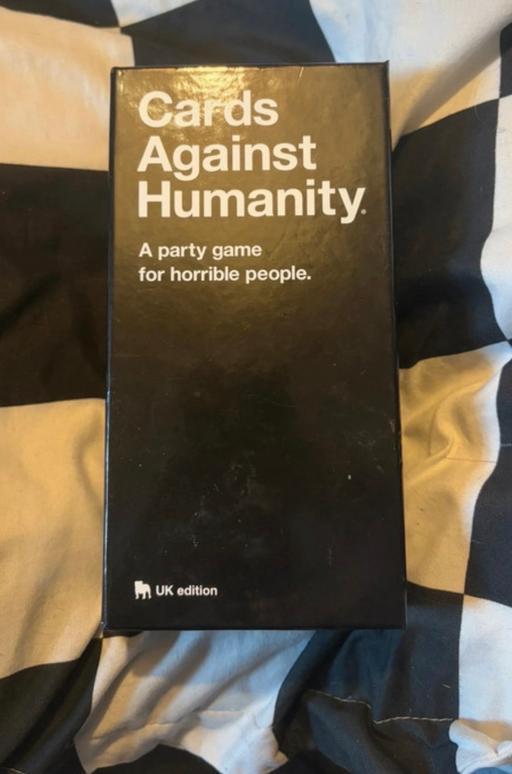 Cards
Against
Humanity®
A party game
for horrible people.
UK edition